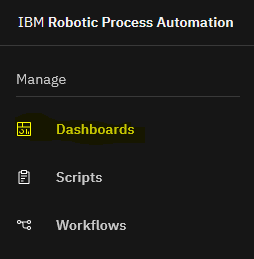 IBM Robotic Process Automation
Manage
Dashboards
Scripts
Workflows